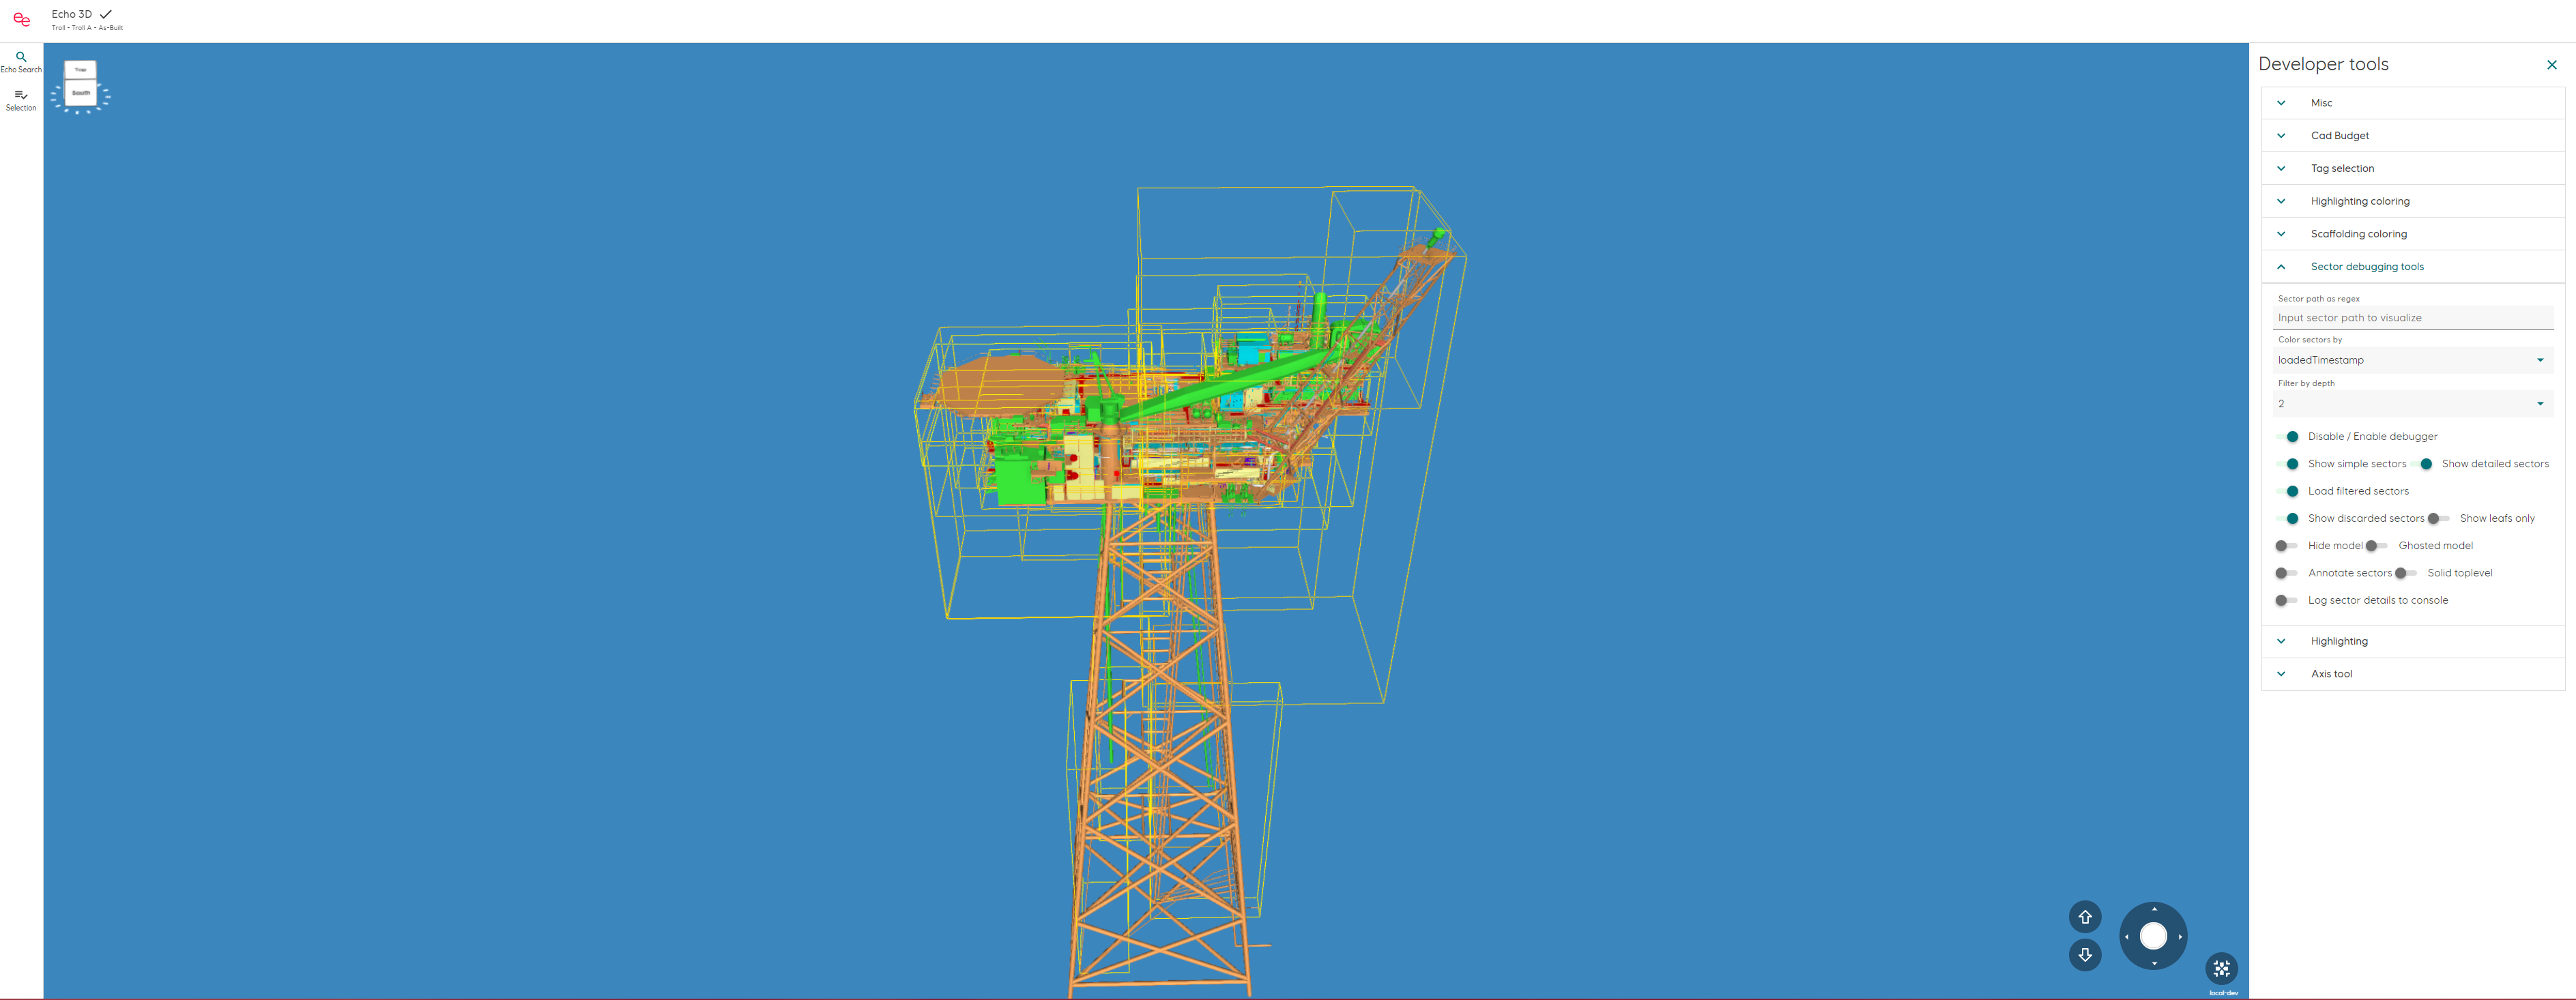 Echo 3D
Troll - Troll A - As-Built
Echo Search
Selection
Top
South
Developer tools
Misc
Cad Budget
Tag selection
Highlighting coloring
Scaffolding coloring
Sector debugging tools
Sector path as regex
Input sector path to visualize
Color sectors by
loadedTimestamp
Filter by depth
2
Disable / Enable debugger
Show simple sectors Show detailed sectors
Load filtered sectors
Show discarded sectors Show leafs only
Hide model Ghosted model
Annotate sectors Solid toplevel
Log sector details to console
Highlighting
Axis tool
local-dev